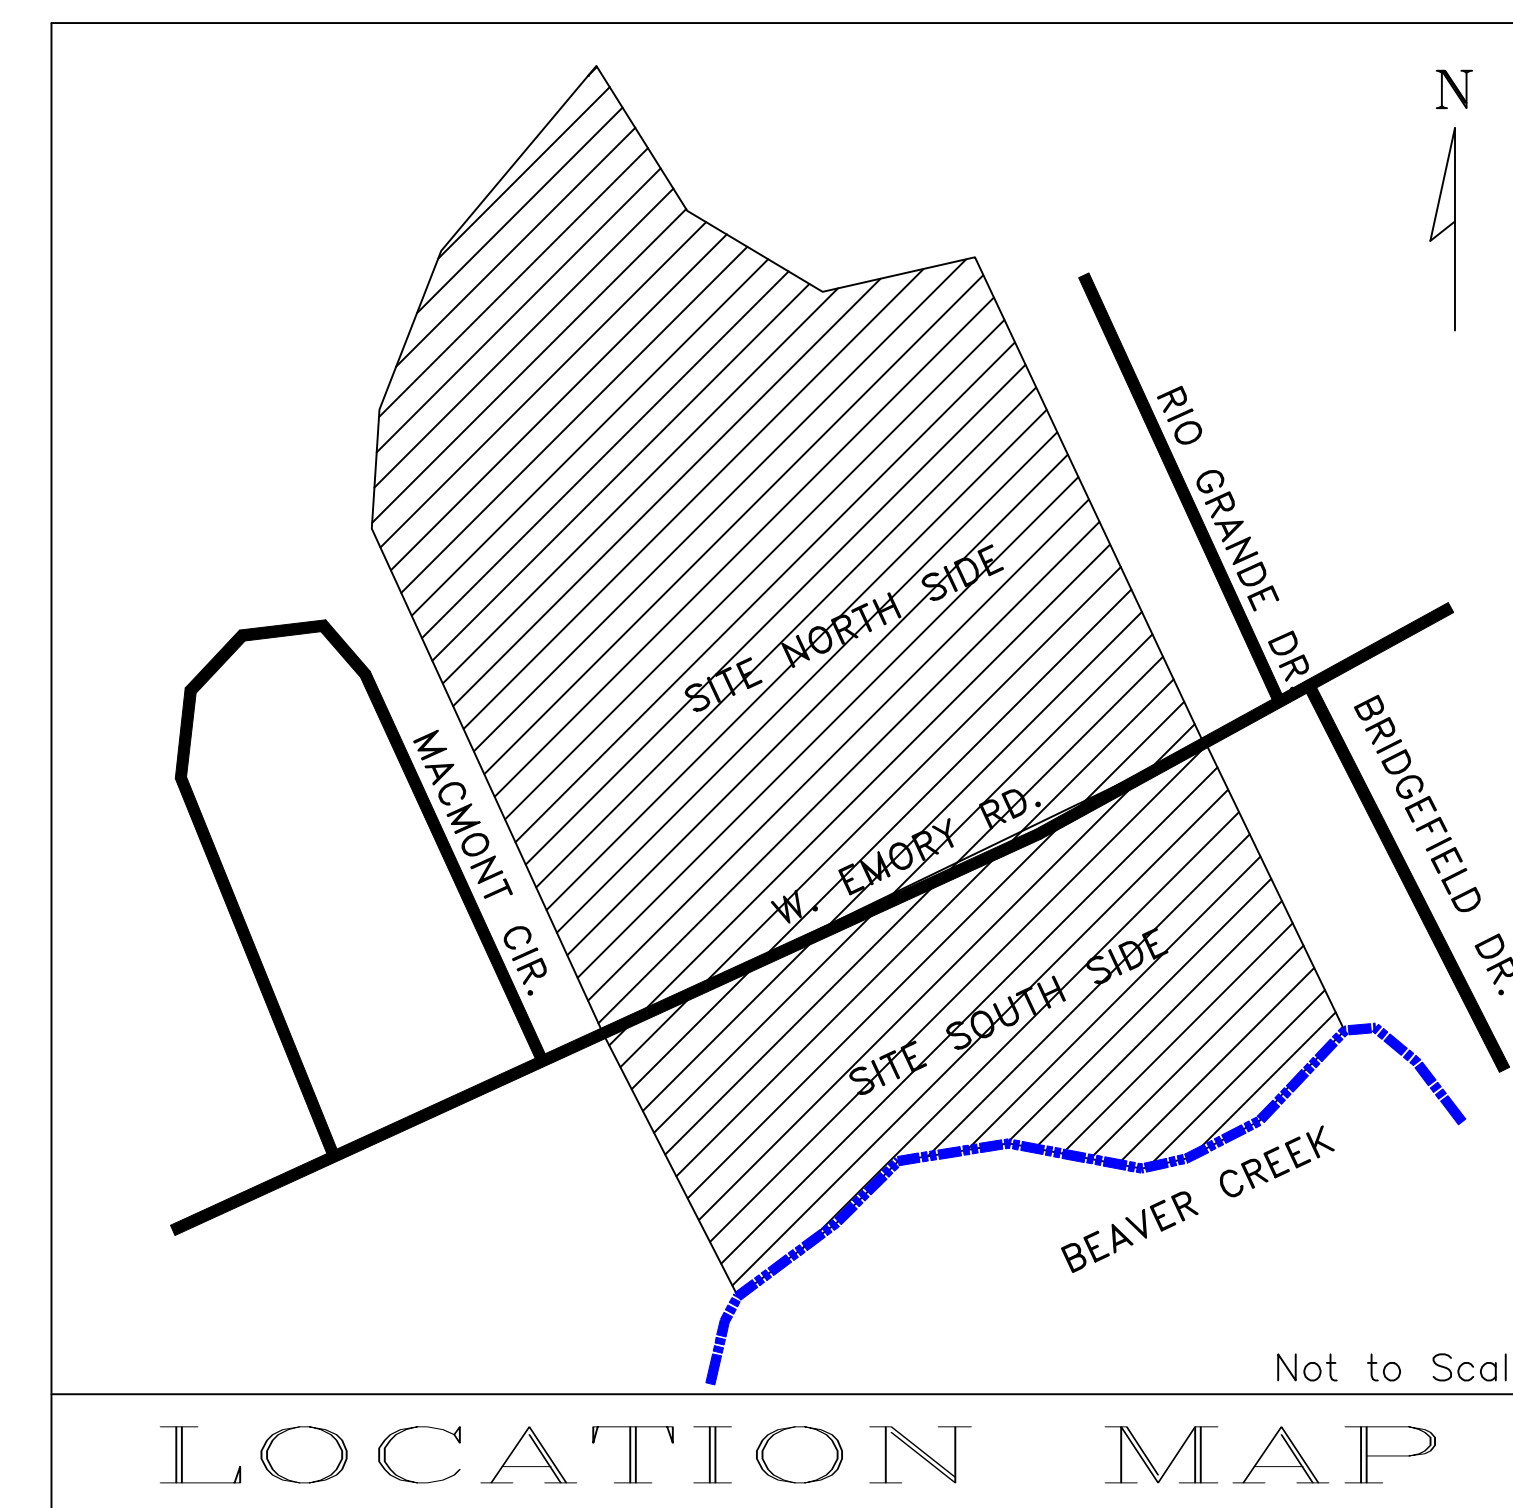 N
RIO GRANDE DR.
SITE NORTH SIDE
BRIDGEFIELD DR.
MACMONT CIR.
W. EMORY RD.
SITE SOUTH SIDE
BEAVER CREEK
Not to Scal
LOCATION MAP